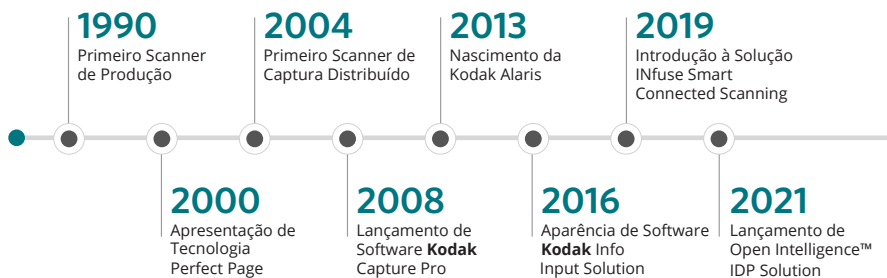 1990
Primeiro Scanner
de Produção
2004
Primeiro Scanner de
Captura Distribuído
2013
Nascimento da
Kodak Alaris
2019
Introdução à Solução
INfuse Smart
Connected Scanning
2000
Apresentação de
Tecnologia
Perfect Page
2008
Lançamento de
Software Kodak
Capture Pro
2016
Aparência de Software
Kodak Info
Input Solution
2021
Lançamento de
Open Intelligence™
IDP Solution